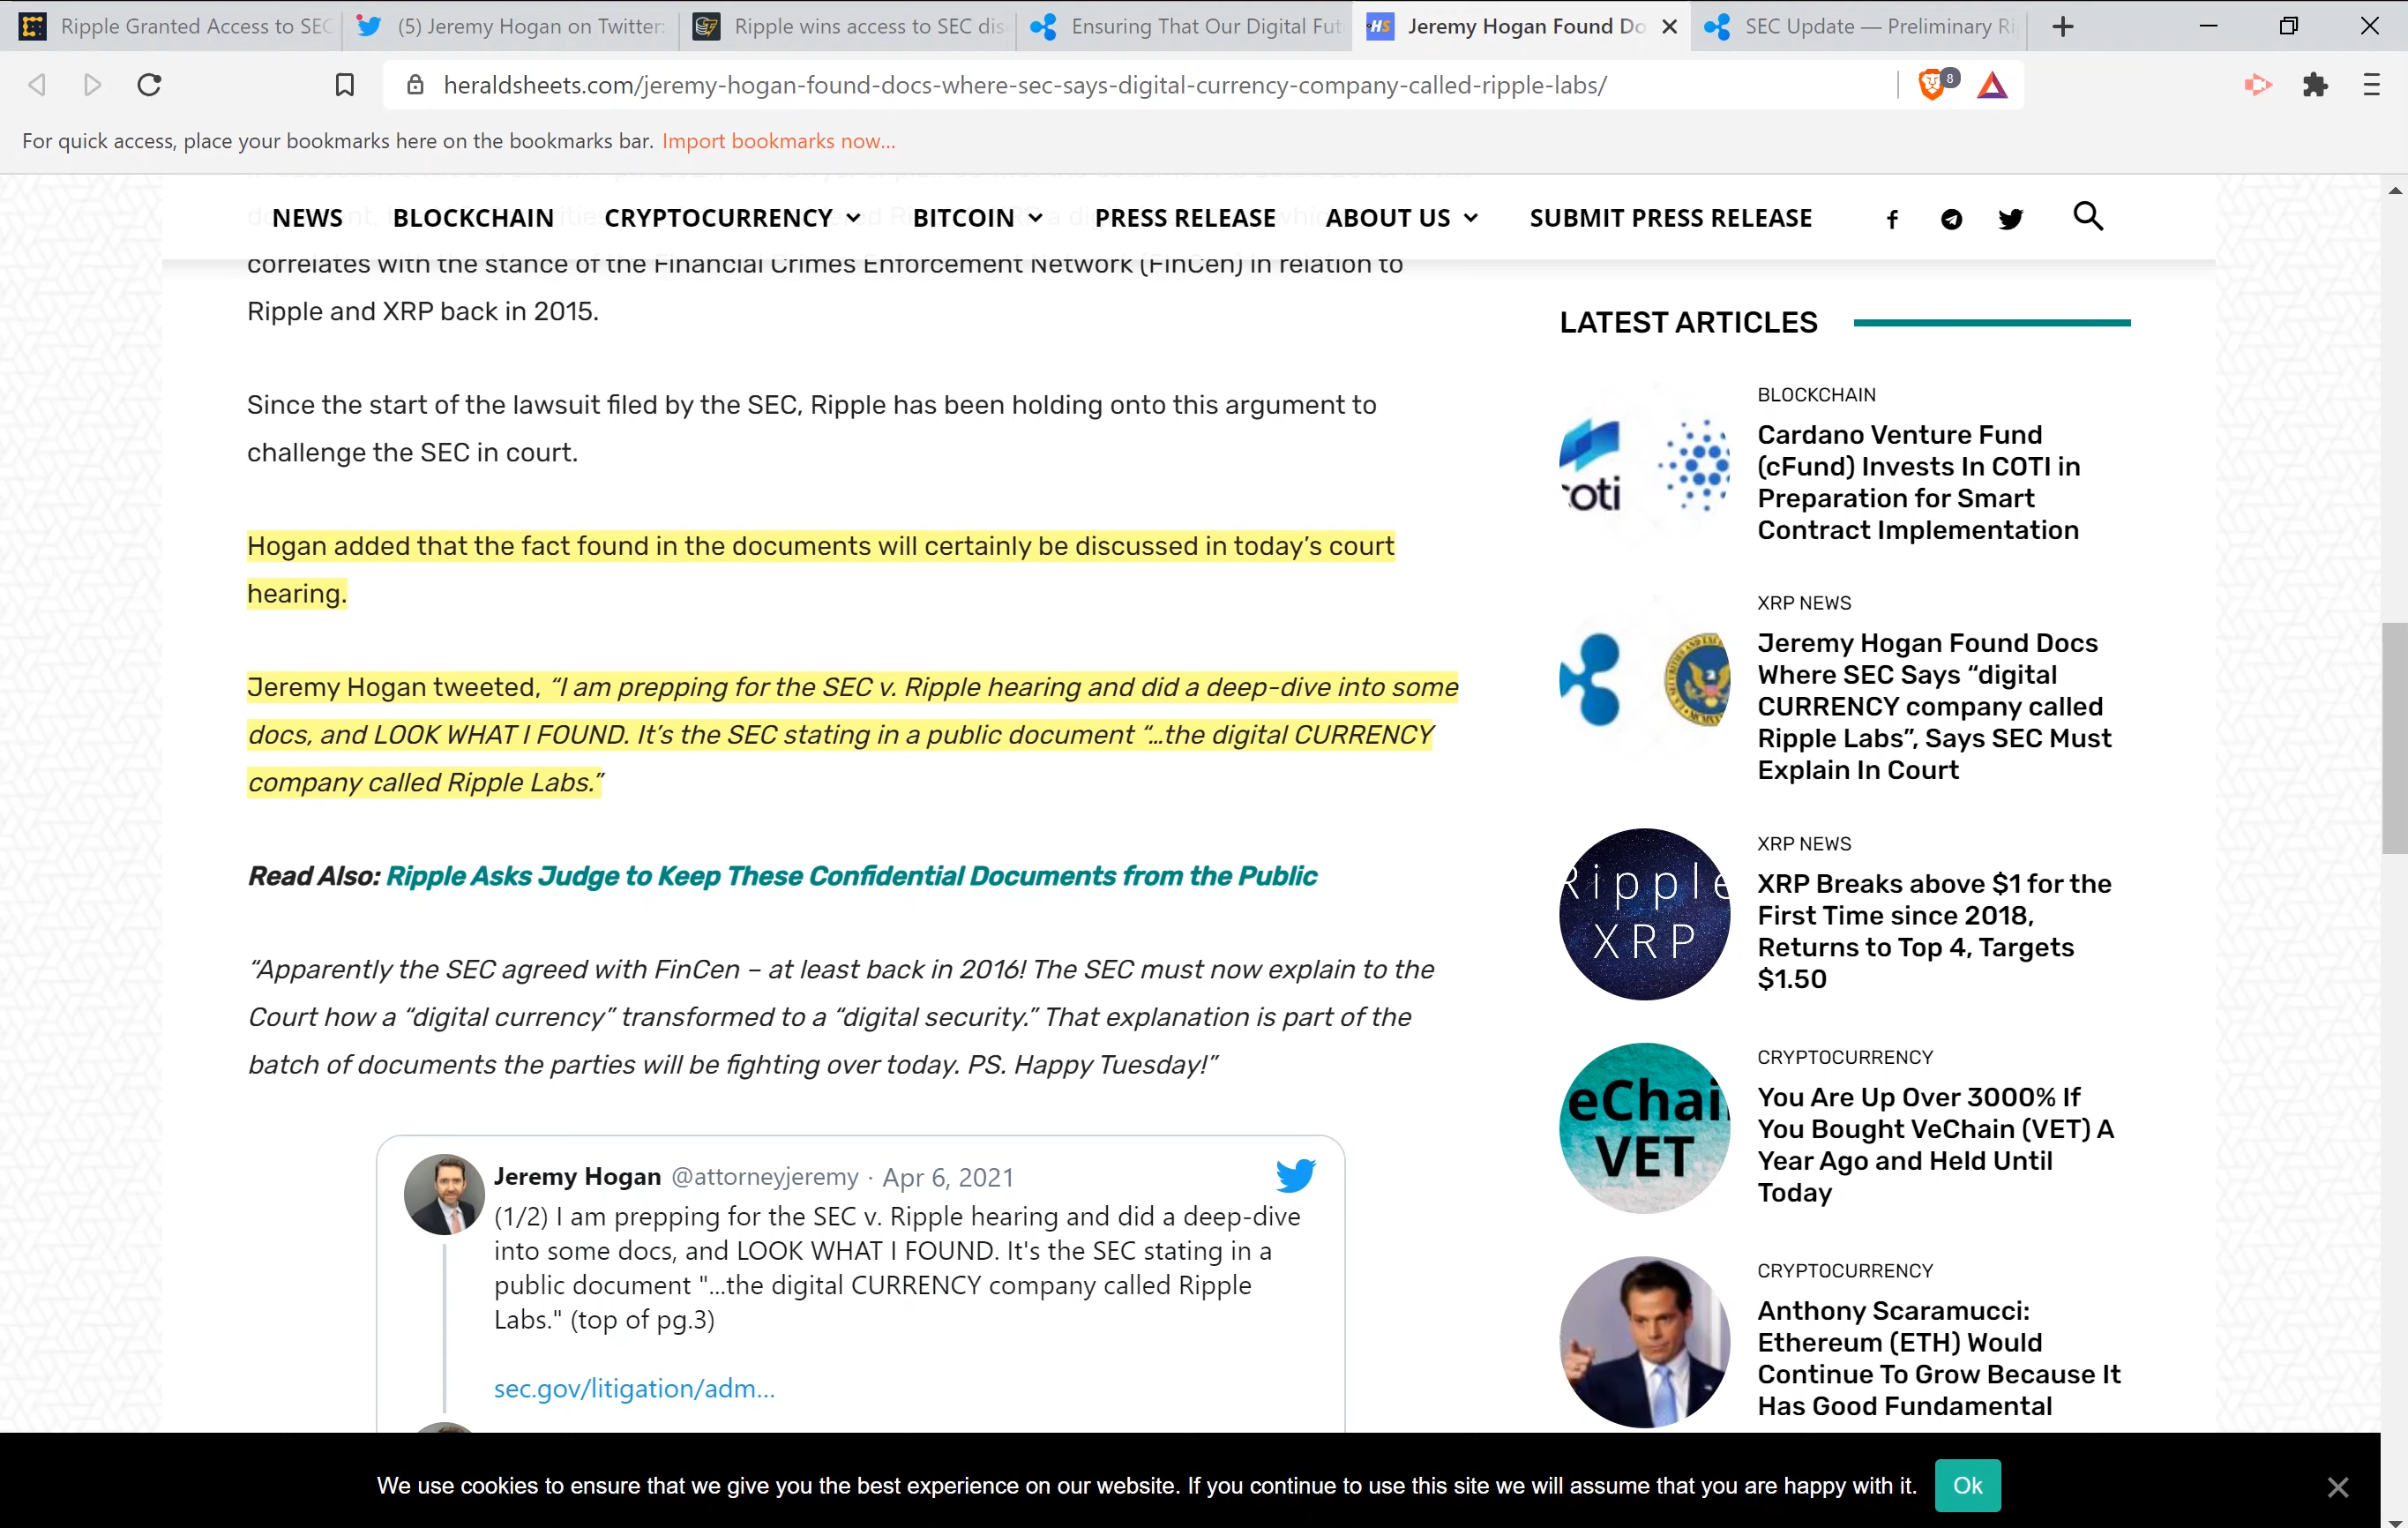 Ripple Granted Access to SEC
(5) Jeremy Hogan on Twitter:
Ripple wins access to SEC dis
Ensuring That Our Digital Fut
Jeremy Hogan Found Do
SEC Update — Preliminary Ri
heraldsheets.com/jeremy-hogan-found-docs-where-sec-says-digital-currency-company-called-ripple-labs/
8
For quick access, place your bookmarks here on the bookmarks bar. Import bookmarks now...
NEWS BLOCKCHAIN CRYPTOCURRENCY BITCOIN PRESS RELEASE ABOUT US SUBMIT PRESS RELEASE
correlates with the stance of the Financial Crimes Enforcement Network (FinCen) in relation to
Ripple and XRP back in 2015.
Since the start of the lawsuit filed by the SEC, Ripple has been holding onto this argument to
challenge the SEC in court.
Hogan added that the fact found in the documents will certainly be discussed in today’s court
hearing.
Jeremy Hogan tweeted, “I am prepping for the SEC v. Ripple hearing and did a deep-dive into some
docs, and LOOK WHAT I FOUND. It’s the SEC stating in a public document “…the digital CURRENCY
company called Ripple Labs.”
Read Also: Ripple Asks Judge to Keep These Confidential Documents from the Public
“Apparently the SEC agreed with FinCen – at least back in 2016! The SEC must now explain to the
Court how a “digital currency” transformed to a “digital security.” That explanation is part of the
batch of documents the parties will be fighting over today. PS. Happy Tuesday!”
Jeremy Hogan @attorneyjeremy · Apr 6, 2021
(1/2) I am prepping for the SEC v. Ripple hearing and did a deep-dive
into some docs, and LOOK WHAT I FOUND. It's the SEC stating in a
public document "...the digital CURRENCY company called Ripple
Labs." (top of pg.3)
sec.gov/litigation/adm...
LATEST ARTICLES
coti
BLOCKCHAIN
Cardano Venture Fund
(cFund) Invests In COTI in
Preparation for Smart
Contract Implementation
XRP NEWS
Jeremy Hogan Found Docs
Where SEC Says “digital
CURRENCY company called
Ripple Labs”, Says SEC Must
Explain In Court
Ripple
XRP
XRP NEWS
XRP Breaks above $1 for the
First Time since 2018,
Returns to Top 4, Targets
$1.50
eChai
VET
CRYPTOCURRENCY
You Are Up Over 3000% If
You Bought VeChain (VET) A
Year Ago and Held Until
Today
CRYPTOCURRENCY
Anthony Scaramucci:
Ethereum (ETH) Would
Continue To Grow Because It
Has Good Fundamental
We use cookies to ensure that we give you the best experience on our website. If you continue to use this site we will assume that you are happy with it.
Ok